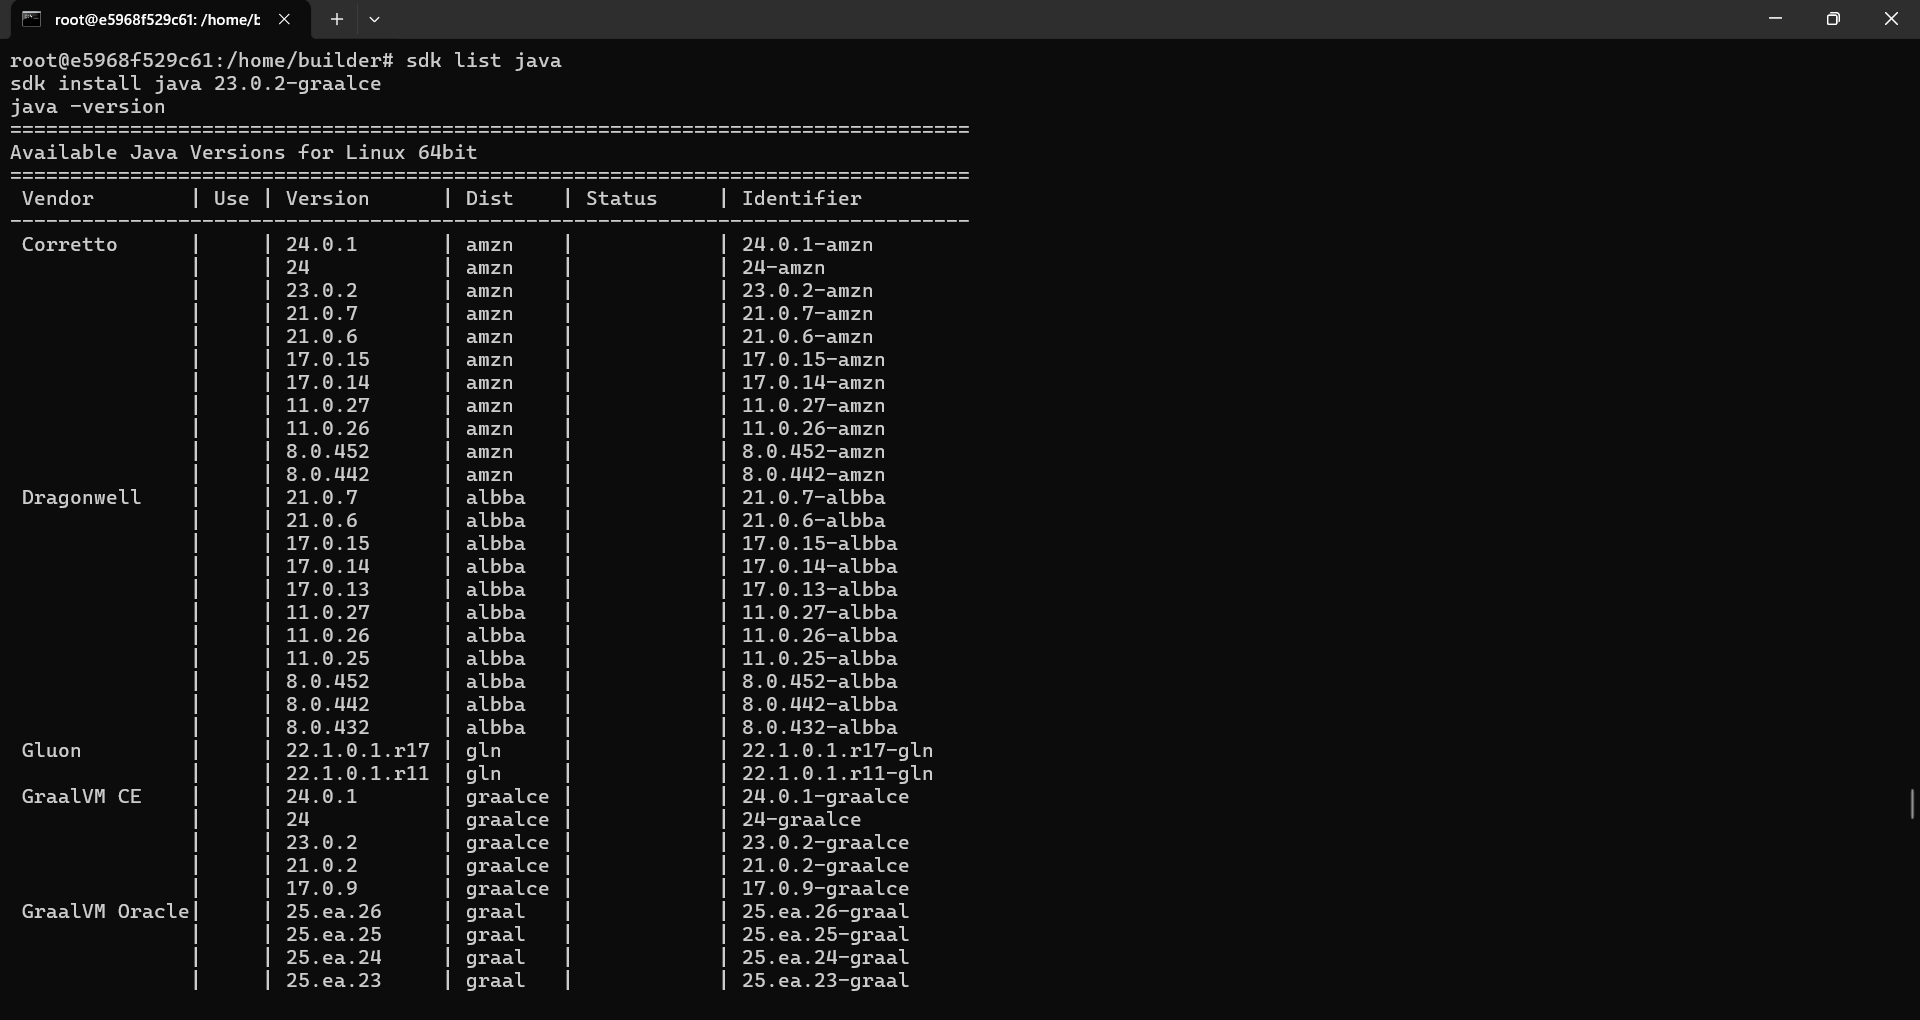 root@e5968f529c61: /home/b
root@e5968f529c61:/home/builder# sdk list java
sdk install java 23.0.2-graalce
java -version
================================================================================
Available Java Versions for Linux 64bit
================================================================================
 Vendor        | Use | Version      | Dist    | Status     | Identifier
--------------------------------------------------------------------------------
 Corretto      |     | 24.0.1       | amzn    |            | 24.0.1-amzn
               |     | 24           | amzn    |            | 24-amzn
               |     | 23.0.2       | amzn    |            | 23.0.2-amzn
               |     | 21.0.7       | amzn    |            | 21.0.7-amzn
               |     | 21.0.6       | amzn    |            | 21.0.6-amzn
               |     | 17.0.15      | amzn    |            | 17.0.15-amzn
               |     | 17.0.14      | amzn    |            | 17.0.14-amzn
               |     | 11.0.27      | amzn    |            | 11.0.27-amzn
               |     | 11.0.26      | amzn    |            | 11.0.26-amzn
               |     | 8.0.452      | amzn    |            | 8.0.452-amzn
               |     | 8.0.442      | amzn    |            | 8.0.442-amzn
 Dragonwell    |     | 21.0.7       | albba   |            | 21.0.7-albba
               |     | 21.0.6       | albba   |            | 21.0.6-albba
               |     | 17.0.15      | albba   |            | 17.0.15-albba
               |     | 17.0.14      | albba   |            | 17.0.14-albba
               |     | 17.0.13      | albba   |            | 17.0.13-albba
               |     | 11.0.27      | albba   |            | 11.0.27-albba
               |     | 11.0.26      | albba   |            | 11.0.26-albba
               |     | 11.0.25      | albba   |            | 11.0.25-albba
               |     | 8.0.452      | albba   |            | 8.0.452-albba
               |     | 8.0.442      | albba   |            | 8.0.442-albba
               |     | 8.0.432      | albba   |            | 8.0.432-albba
 Gluon         |     | 22.1.0.1.r17 | gln     |            | 22.1.0.1.r17-gln
               |     | 22.1.0.1.r11 | gln     |            | 22.1.0.1.r11-gln
 GraalVM CE    |     | 24.0.1       | graalce |            | 24.0.1-graalce
               |     | 24           | graalce |            | 24-graalce
               |     | 23.0.2       | graalce |            | 23.0.2-graalce
               |     | 21.0.2       | graalce |            | 21.0.2-graalce
               |     | 17.0.9       | graalce |            | 17.0.9-graalce
 GraalVM Oracle|     | 25.ea.26     | graal   |            | 25.ea.26-graal
               |     | 25.ea.25     | graal   |            | 25.ea.25-graal
               |     | 25.ea.24     | graal   |            | 25.ea.24-graal
               |     | 25.ea.23     | graal   |            | 25.ea.23-graal